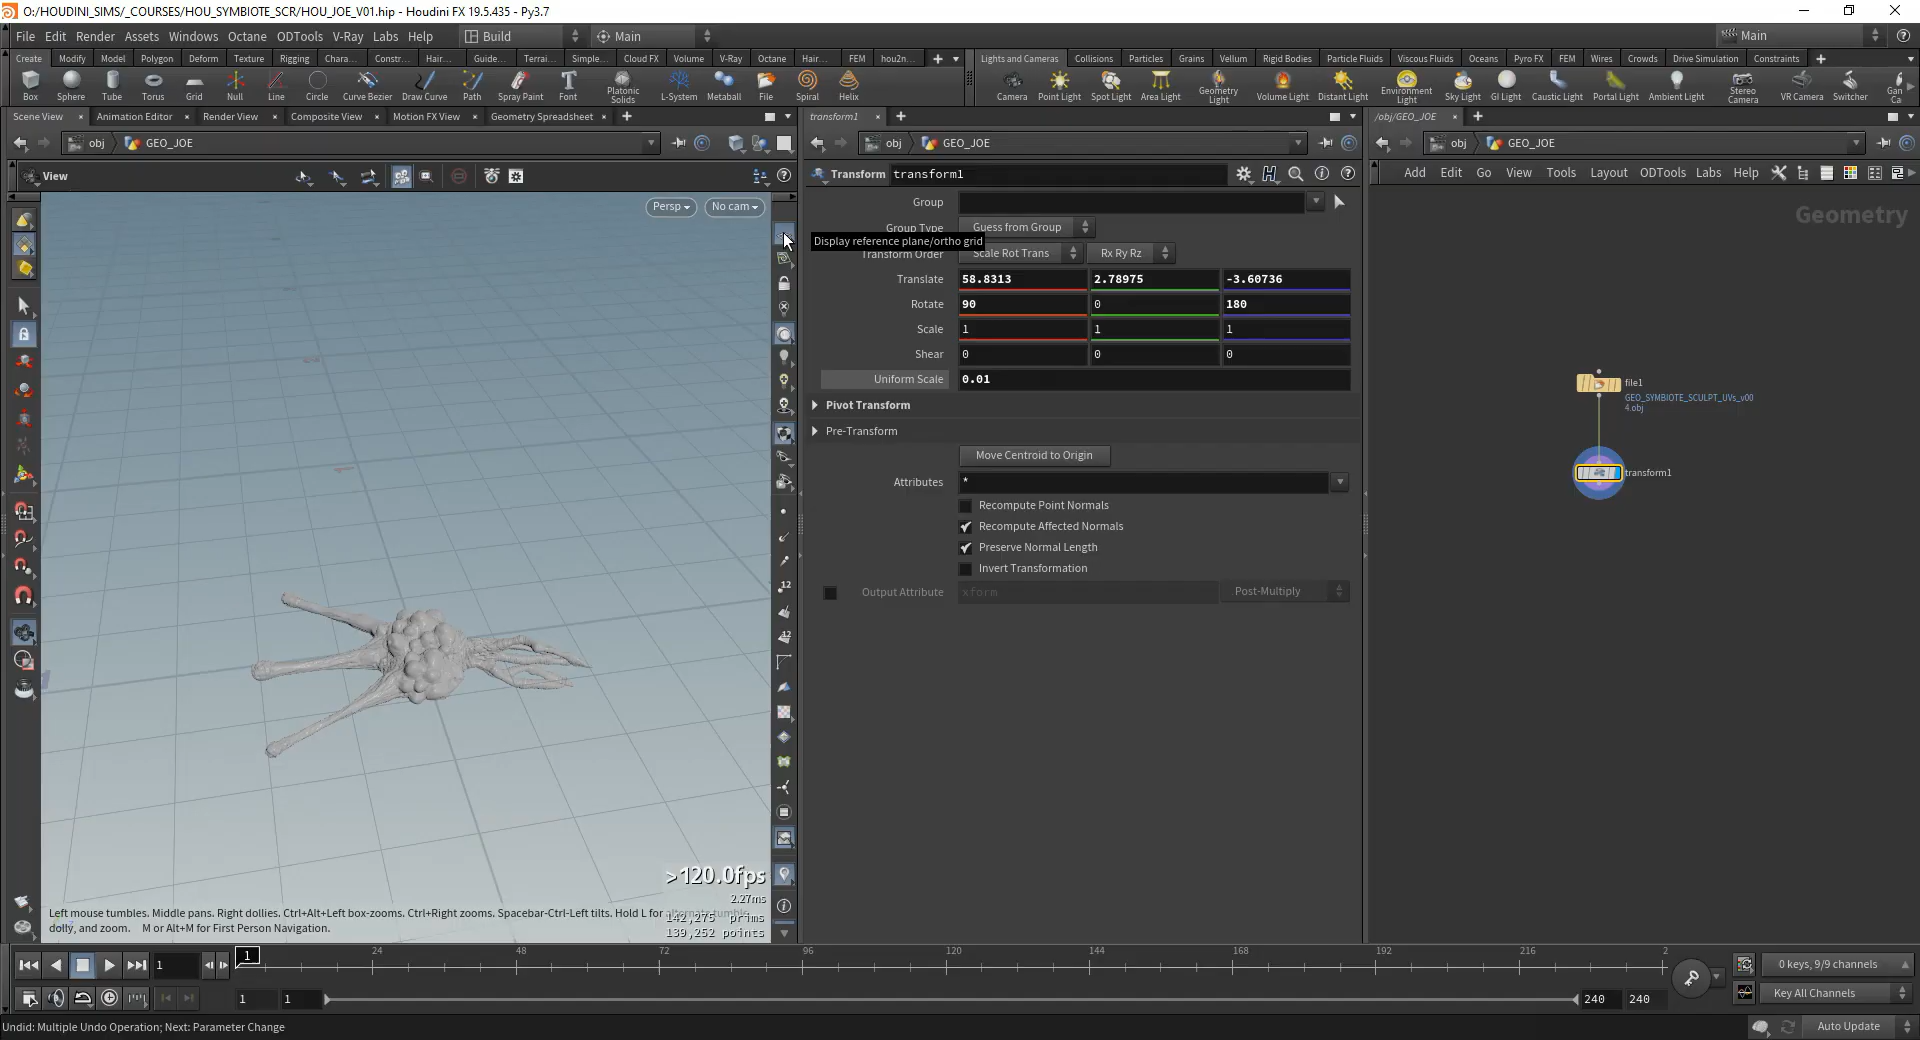 O:/HOUDINI_SIMS/_COURSES/HOU_SYMBIOTE_SCR/HOU_JOE_V01.hip - Houdini FX 19.5.435 - Py3.7
File Edit Render Assets Windows Octane ODTools V-Ray Labs Help Build Main Main
Create Modify Model Polygon Deform Texture Rigging Chara... Constr... Hair... Guide... Terrai... Simple... Cloud FX Volume V-Ray Octane Hair... FEM hou2n... Lights and Cameras Collisions Particles Grains Vellum Rigid Bodies Particle Fluids Viscous Fluids Oceans Pyro FX FEM Wires Crowds Drive Simulation Constraints
Box Sphere Tube Torus Grid Null Line Circle Curve Bezier Draw Curve Path Spray Paint Font Platonic Solids L-System Metaball File Spiral Helix Camera Point Light Spot Light Area Light Geometry Light Volume Light Distant Light Environment Light Sky Light GI Light Caustic Light Portal Light Ambient Light Stereo Camera VR Camera Switcher Gan Ca
Scene View Animation Editor Render View Composite View Motion FX View Geometry Spreadsheet transform1 /obj/GEO_JOE
obj GEO_JOE obj GEO_JOE obj GEO_JOE
View Transform transform1 Add Edit Go View Tools Layout ODTools Labs Help
Persp No cam
Geometry
Group
Group Type Guess from Group
Display reference plane/ortho grid
Transform Order Scale Rot Trans Rx Ry Rz
Translate 58.8313 2.78975 -3.60736
Rotate 90 0 180
Scale 1 1 1
Shear 0 0 0
Uniform Scale 0.01
Pivot Transform
Pre-Transform
Move Centroid to Origin
Attributes *
Recompute Point Normals
Recompute Affected Normals
Preserve Normal Length
Invert Transformation
Output Attribute xform Post-Multiply
file1
GEO_SYMBIOTE_SCULPT_UVs_v00
4.obj
transform1
12
12
>120.0fps
2.27ms
142,275 prims
139,252 points
Left mouse tumbles. Middle pans. Right dollies. Ctrl+Alt+Left box-zooms. Ctrl+Right zooms. Spacebar-Ctrl-Left tilts. Hold L for alternate tumble,
dolly, and zoom. M or Alt+M for First Person Navigation.
1 1 24 48 72 96 120 144 168 192 216 2
0 keys, 9/9 channels
1 1 240 240 Key All Channels
Undid: Multiple Undo Operation; Next: Parameter Change Auto Update